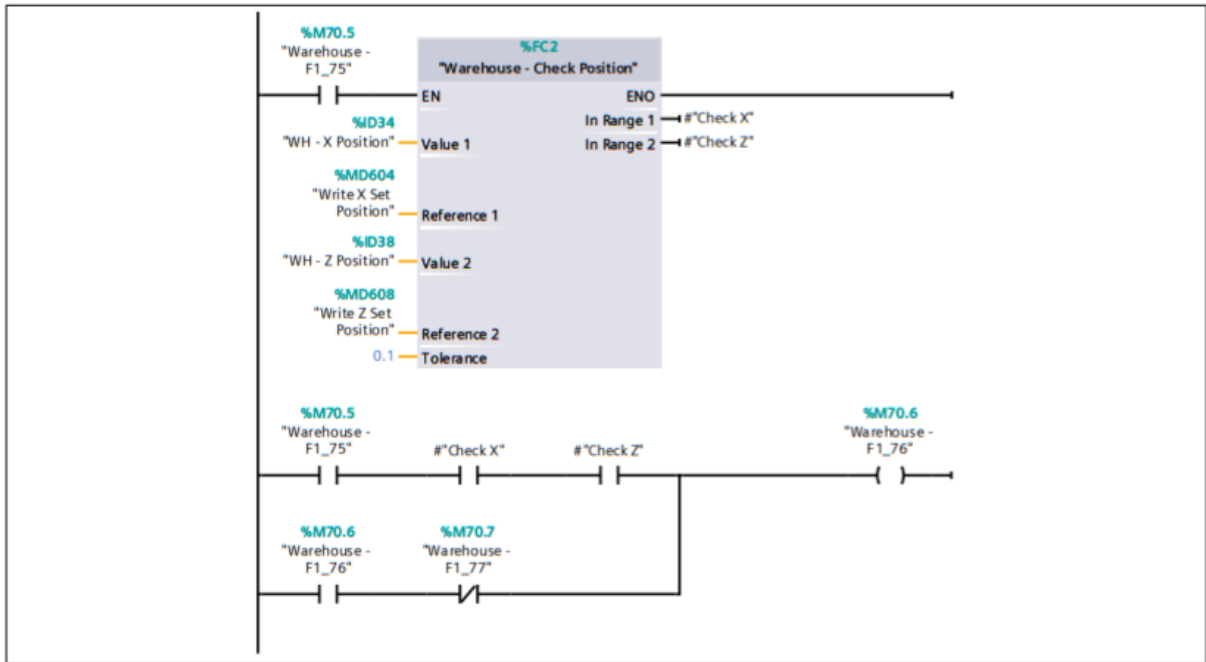 %M70.5
"Warehouse -
F1_75"
%FC2
"Warehouse - Check Position"
EN
ENO
In Range 1
#"Check X"
In Range 2
#"Check Z"
%ID34
"WH - X Position"
Value 1
%MD604
"Write X Set
Position"
Reference 1
%ID38
"WH - Z Position"
Value 2
%MD608
"Write Z Set
Position"
Reference 2
0.1
Tolerance
%M70.5
"Warehouse -
F1_75"
#"Check X"
#"Check Z"
%M70.6
"Warehouse -
F1_76"
%M70.6
"Warehouse -
F1_76"
%M70.7
"Warehouse -
F1_77"